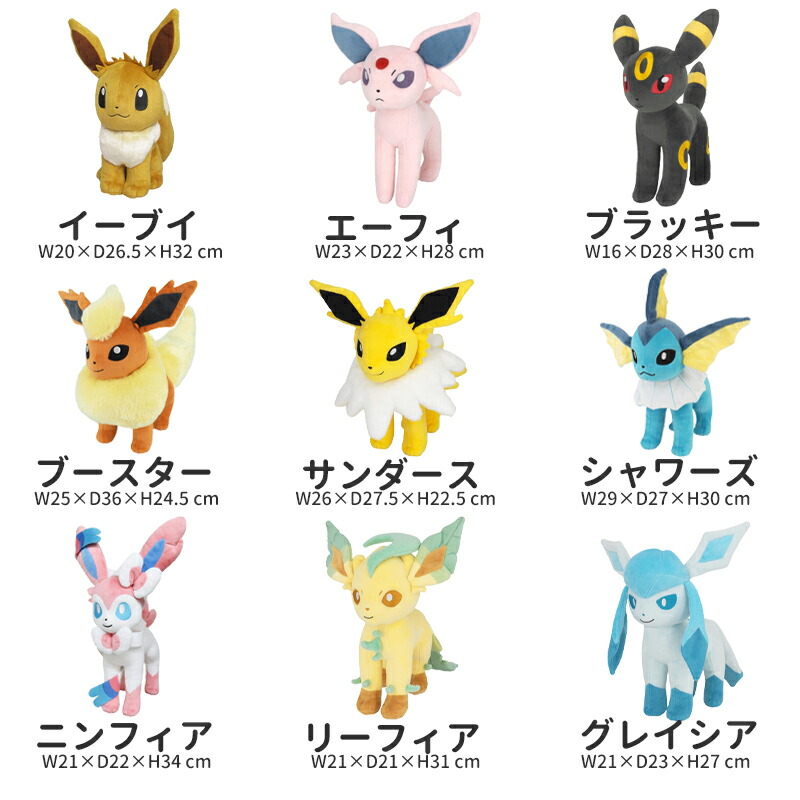 イーブイ
W20×D26.5×H32 cm
エーフィ
W23×D22×H28 cm
ブラッキー
W16×D28×H30 cm
ブースター
W25×D36×H24.5 cm
サンダース
W26×D27.5×H22.5 cm
シャワーズ
W29×D27×H30 cm
ニンフィア
W21×D22×H34 cm
リーフィア
W21×D21×H31 cm
グレイシア
W21×D23×H27 cm